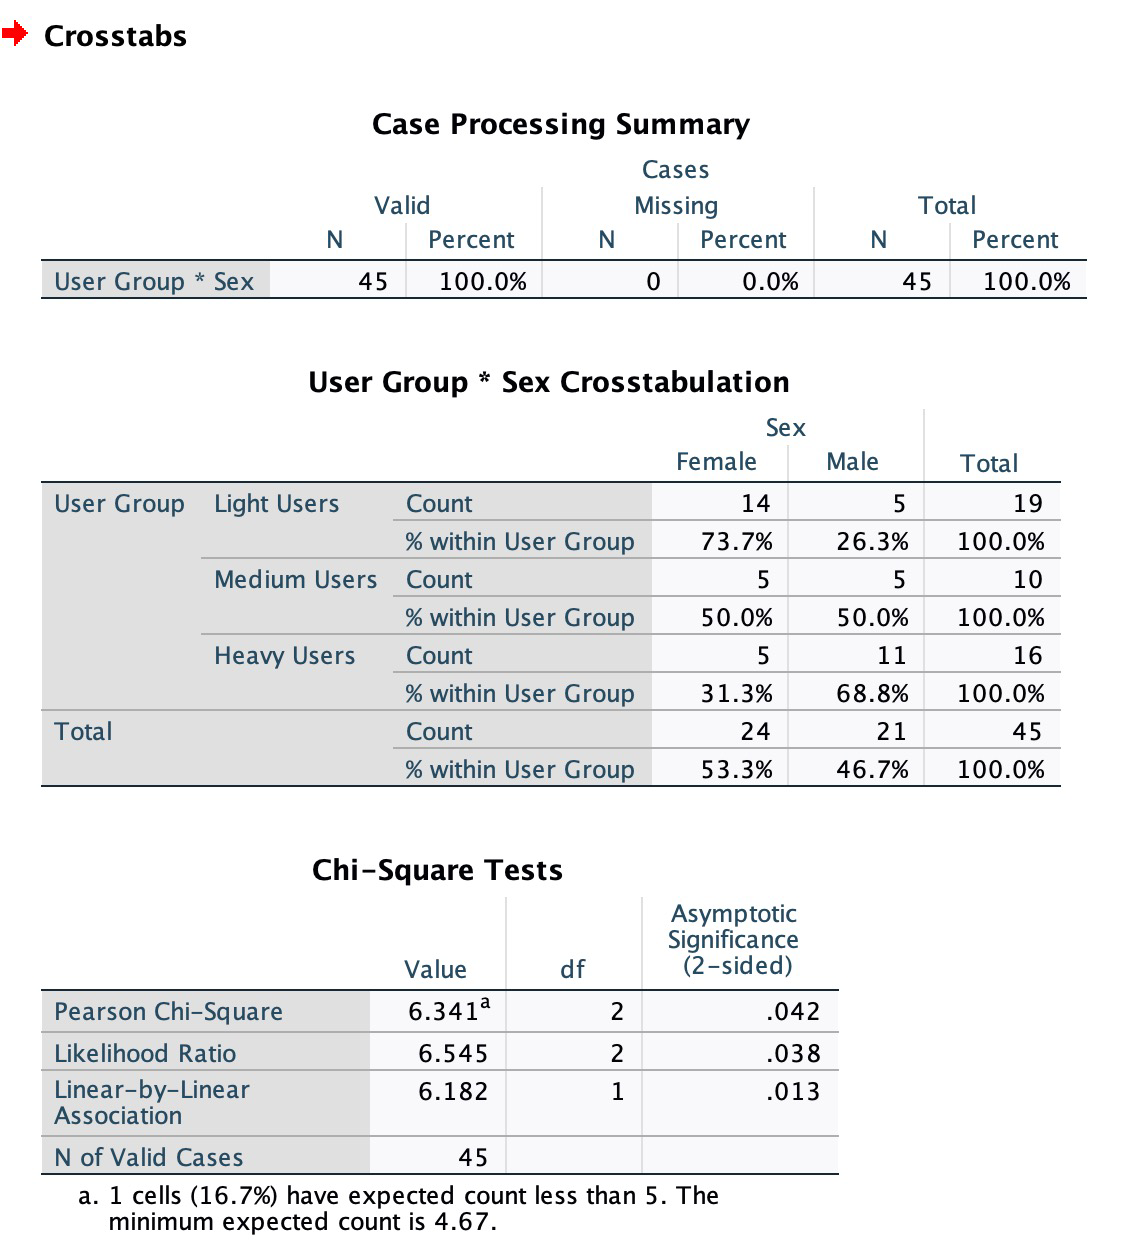 Crosstabs
Case Processing Summary
Cases
Valid Missing Total
N Percent N Percent N Percent
User Group * Sex 45 100.0% 0 0.0% 45 100.0%
User Group * Sex Crosstabulation
Sex
Female Male Total
User Group Light Users Count 14 5 19
% within User Group 73.7% 26.3% 100.0%
Medium Users Count 5 5 10
% within User Group 50.0% 50.0% 100.0%
Heavy Users Count 5 11 16
% within User Group 31.3% 68.8% 100.0%
Total Count 24 21 45
% within User Group 53.3% 46.7% 100.0%
Chi-Square Tests
Value df Asymptotic
Significance
(2-sided)
Pearson Chi-Square 6.341a 2 .042
Likelihood Ratio 6.545 2 .038
Linear-by-Linear 6.182 1 .013
Association
N of Valid Cases 45
a. 1 cells (16.7%) have expected count less than 5. The
minimum expected count is 4.67.